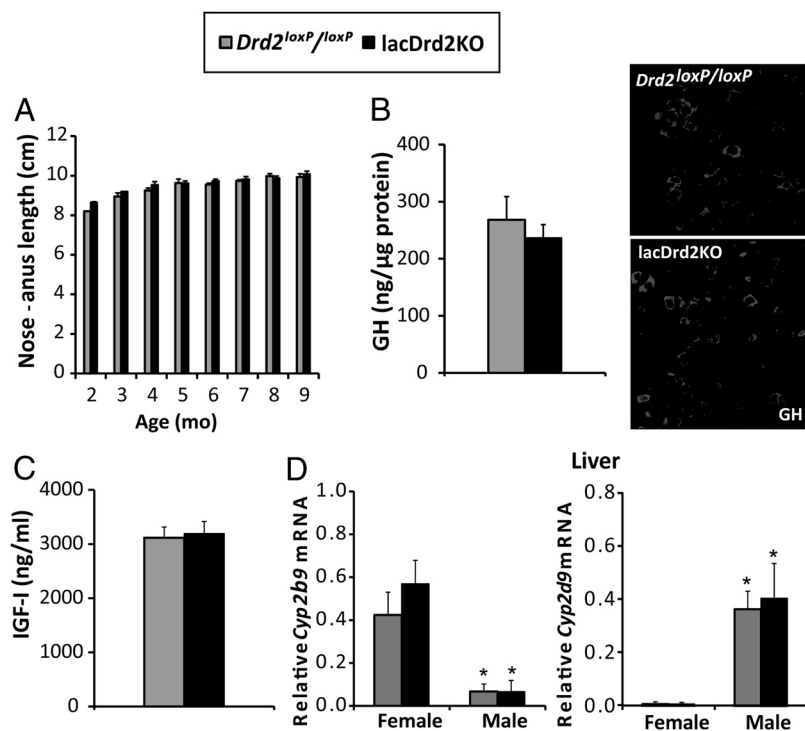 Drd2loxP/loxP lacDrd2KO
A
Nose - anus length (cm)
12
10
8
6
4
2
0
2 3 4 5 6 7 8 9
Age (mo)
B
GH (ng/μg protein)
400
300
200
100
0
Drd2loxP/loxP
lacDrd2KO
GH
C
IGF-I (ng/ml)
4000
3000
2000
1000
0
D
Relative Cyp2b9 mRNA
1.0
0.8
0.6
0.4
0.2
0.0
* *
Female Male
Liver
Relative Cyp2d9 mRNA
0.8
0.6
0.4
0.2
0.0
* *
Female Male